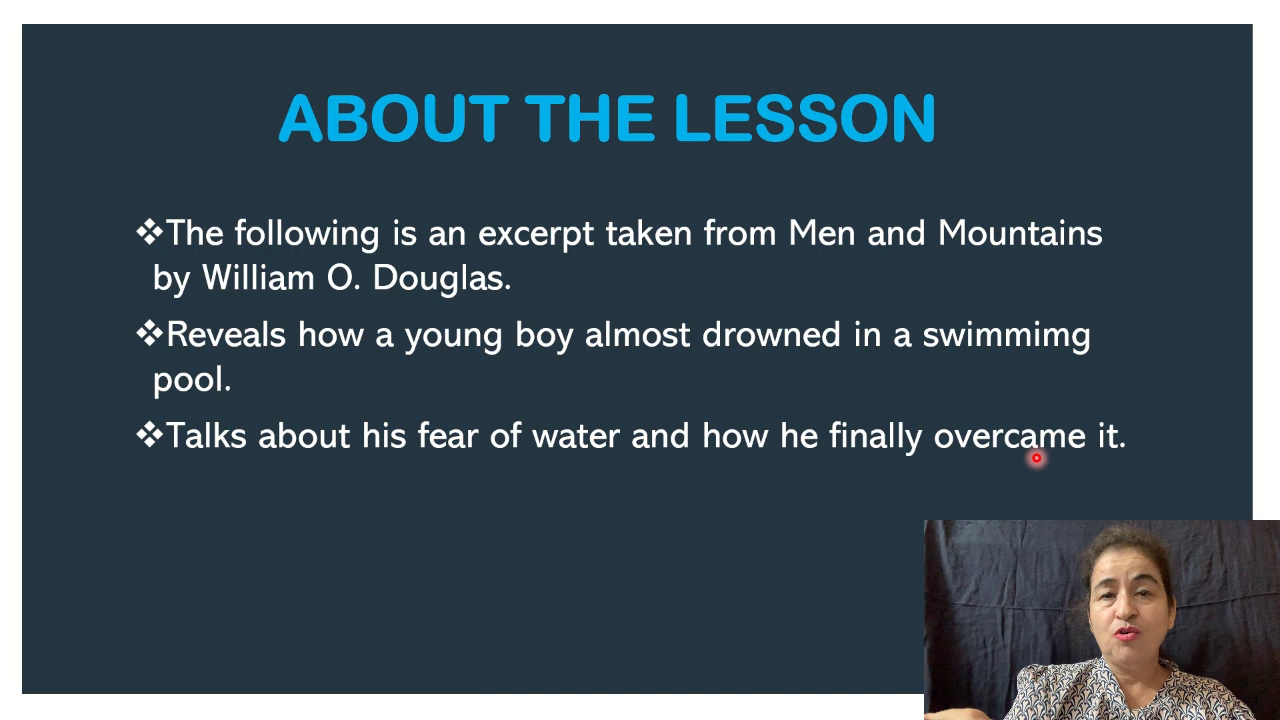 ABOUT THE LESSON
❖The following is an excerpt taken from Men and Mountains
by William O. Douglas.
❖Reveals how a young boy almost drowned in a swimmimg
pool.
❖Talks about his fear of water and how he finally overcame it.